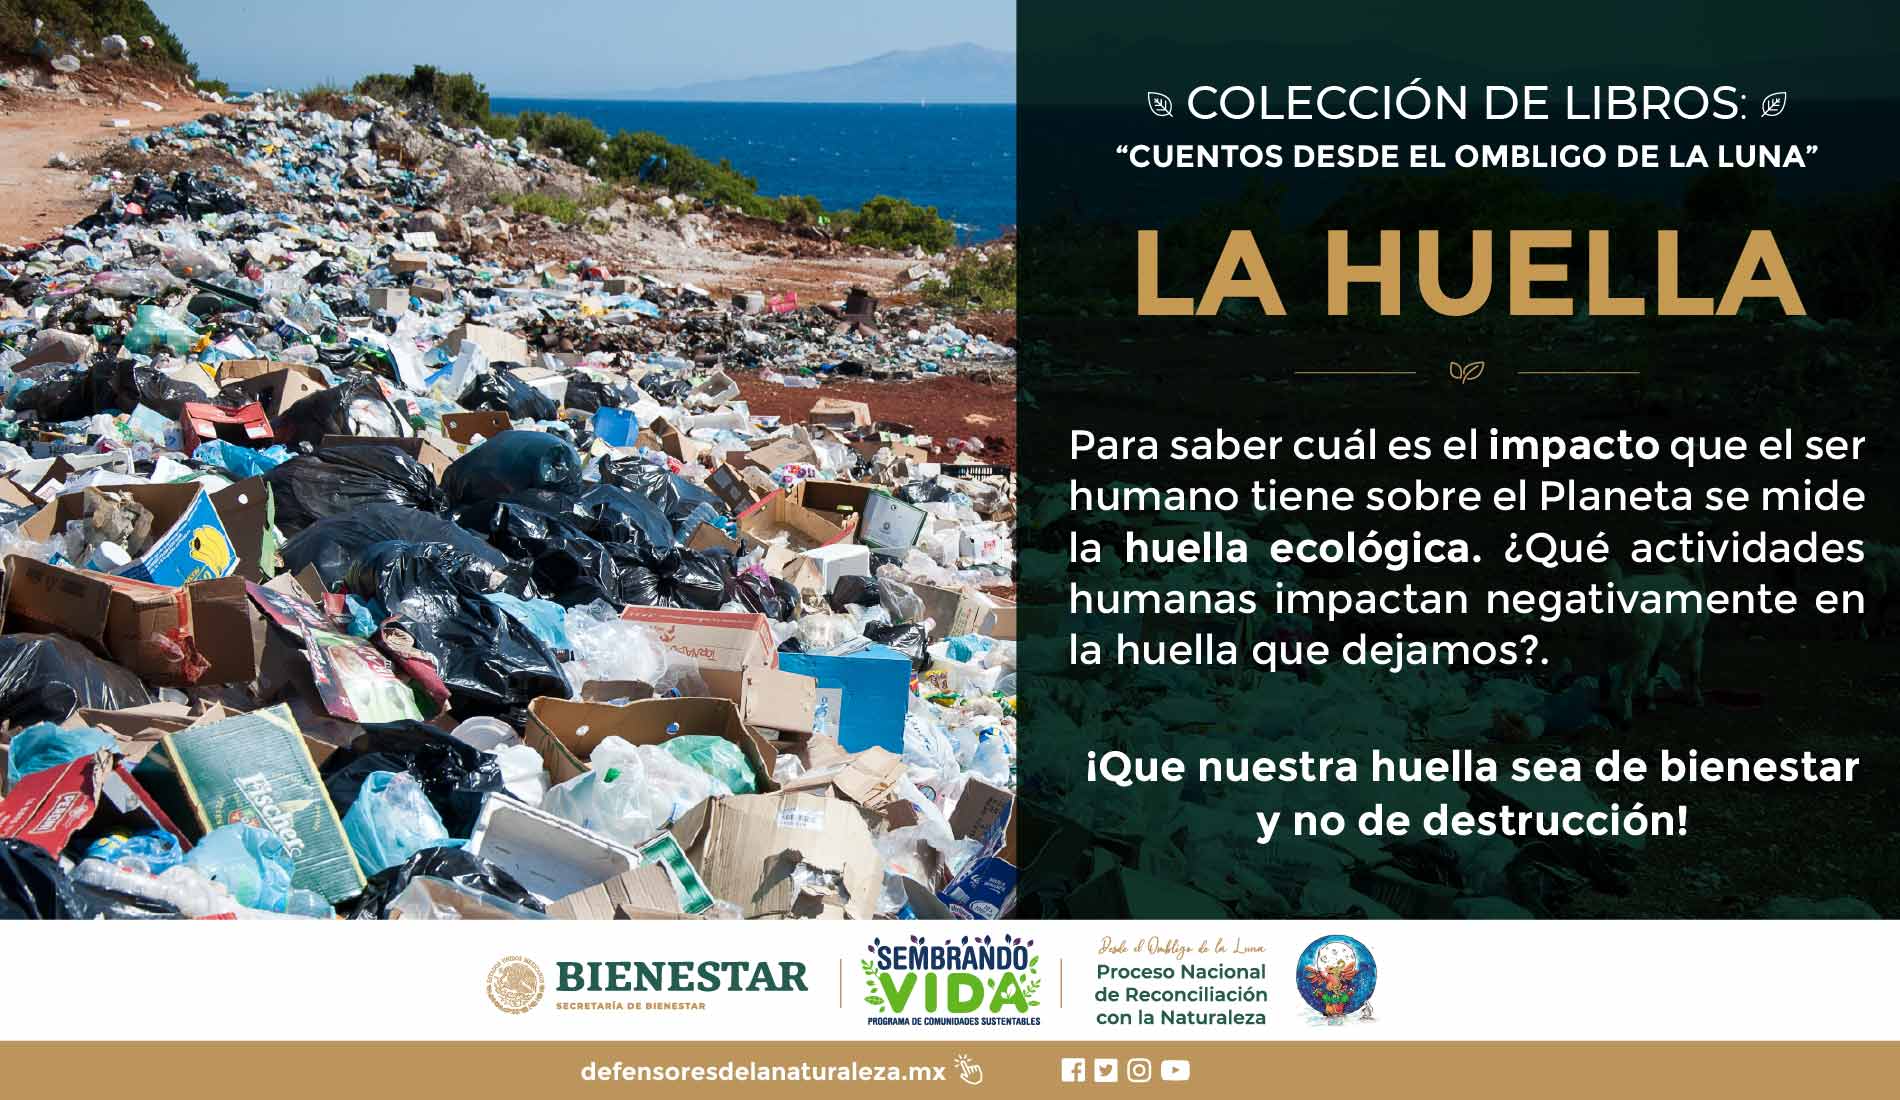 COLECCIÓN DE LIBROS:
“CUENTOS DESDE EL OMBLIGO DE LA LUNA”
LA HUELLA
Para saber cuál es el impacto que el ser
humano tiene sobre el Planeta se mide
la huella ecológica. ¿Qué actividades
humanas impactan negativamente en
la huella que dejamos?.
¡Que nuestra huella sea de bienestar
y no de destrucción!
Fischer
BIENESTAR
SECRETARÍA DE BIENESTAR
SEMBRANDO
VIDA
PROGRAMA DE COMUNIDADES SUSTENTABLES
Desde el Ombligo de la Luna
Proceso Nacional
de Reconciliación
con la Naturaleza
defensoresdelanaturaleza.mx